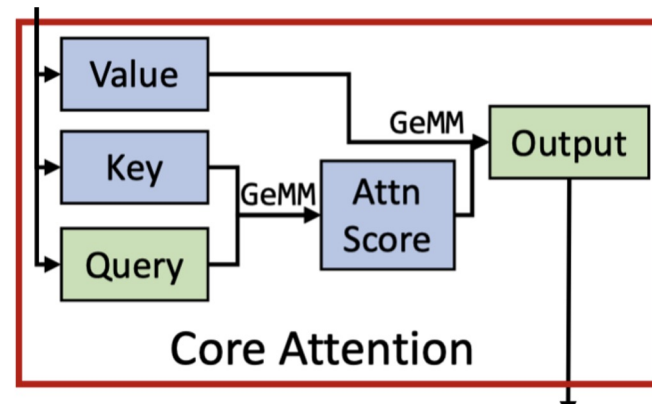 Value
GeMM
Output
Key
GeMM
Attn
Score
Query
Core Attention